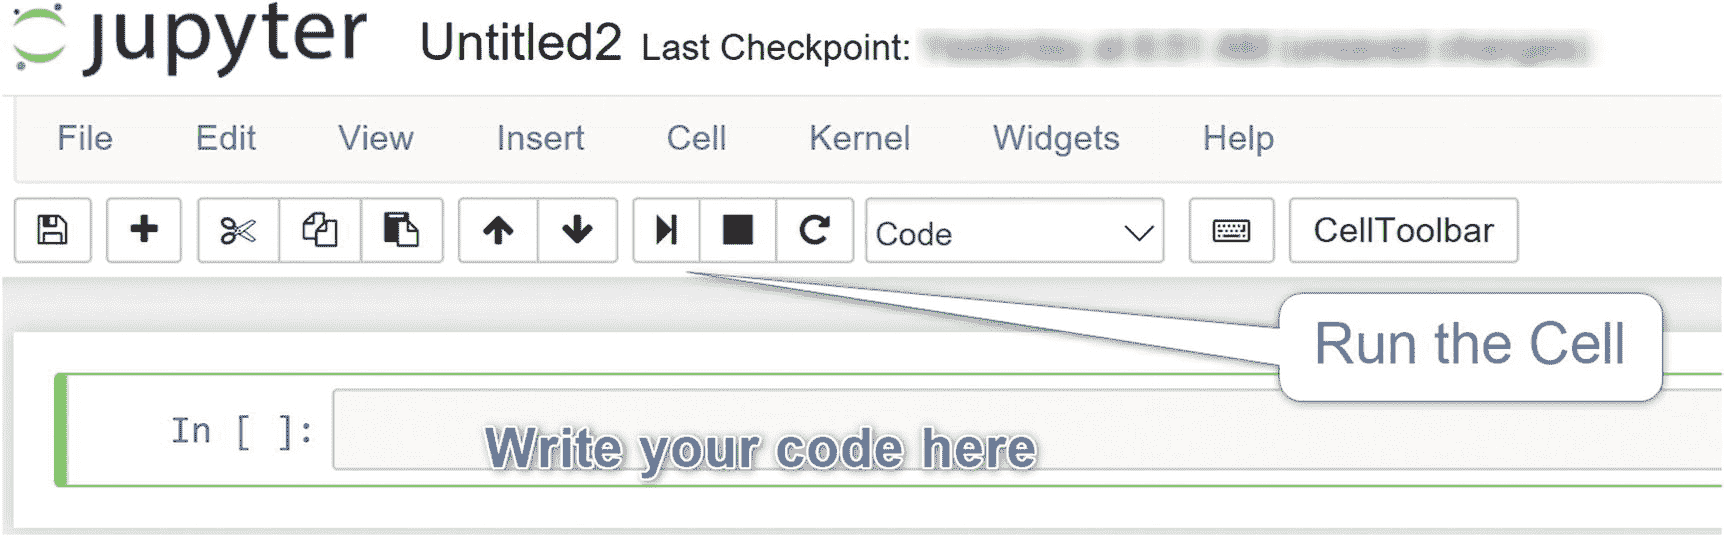 jupyter Untitled2 Last Checkpoint:
File Edit View Insert Cell Kernel Widgets Help
Code CellToolbar
Run the Cell
In [ ]: Write your code here